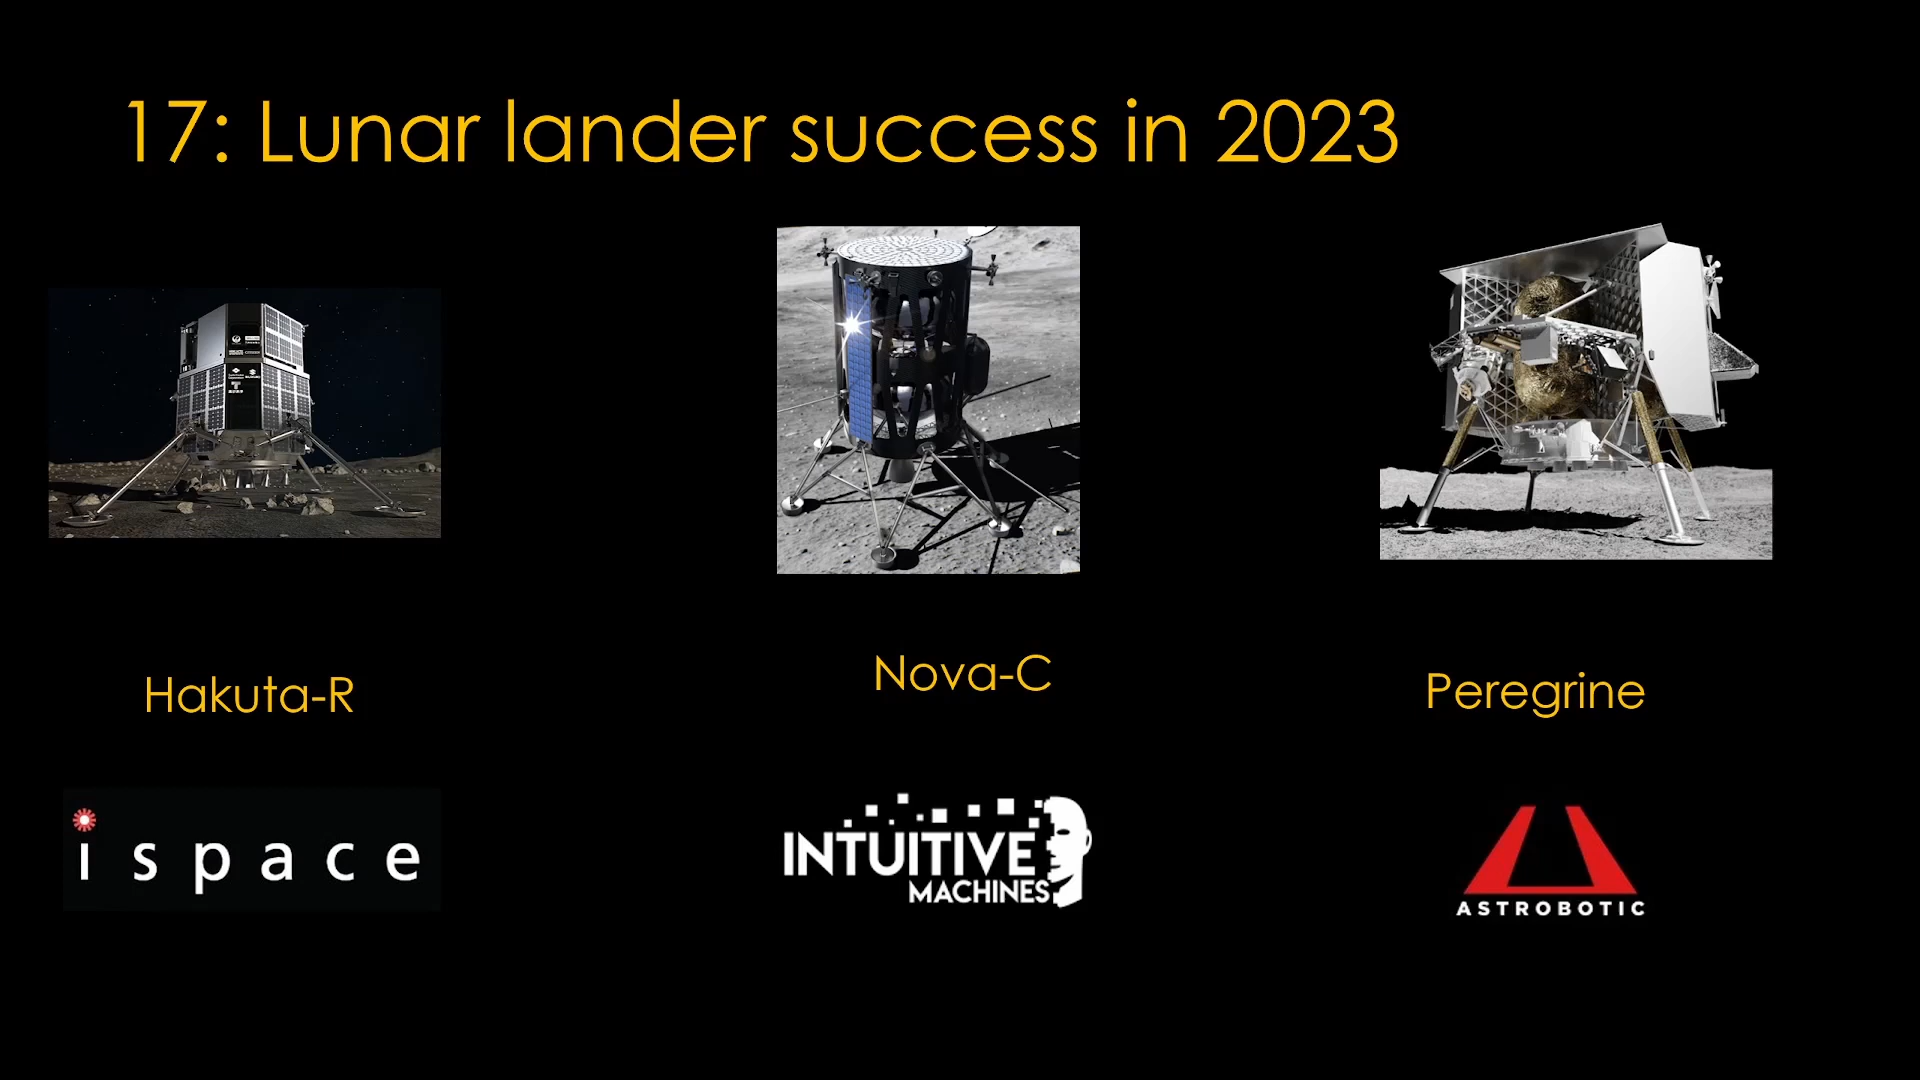 17: Lunar lander success in 2023
Hakuta-R
Nova-C
Peregrine
ispace
INTUITIVE
MACHINES
ASTROBOTIC